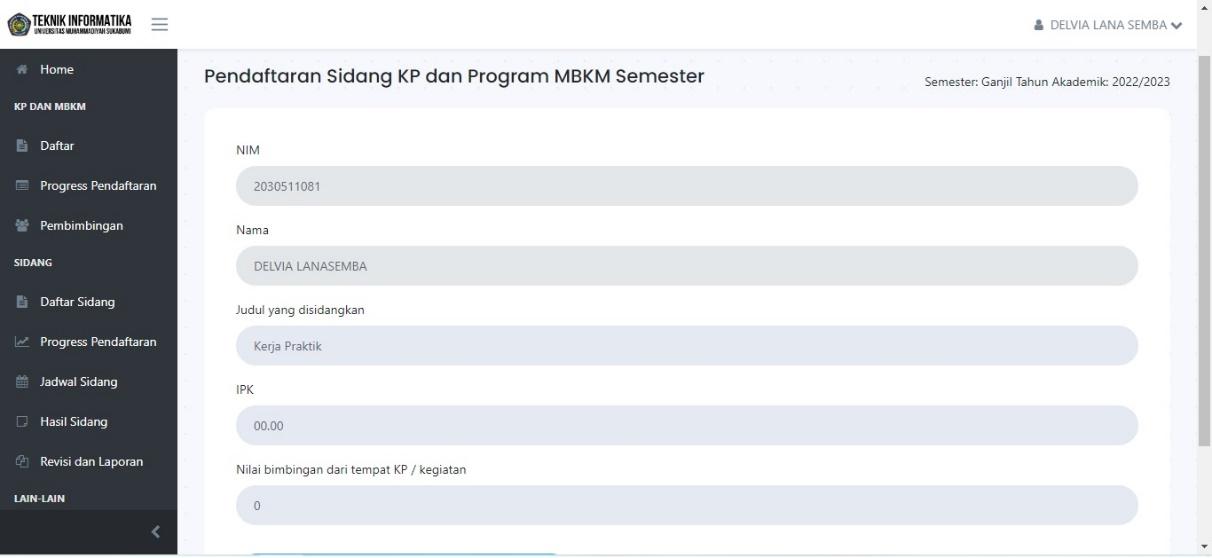 TEKNIK INFORMATIKA
UNIVERSITAS MUHAMMADIYAH SUKABUMI
DELVIA LANA SEMBA
Home
KP DAN MBKM
Daftar
Progress Pendaftaran
Pembimbingan
SIDANG
Daftar Sidang
Progress Pendaftaran
Jadwal Sidang
Hasil Sidang
Revisi dan Laporan
LAIN-LAIN
Pendaftaran Sidang KP dan Program MBKM Semester
Semester: Ganjil Tahun Akademik: 2022/2023
NIM
2030511081
Nama
DELVIA LANASEMBA
Judul yang disidangkan
Kerja Praktik
IPK
00.00
Nilai bimbingan dari tempat KP / kegiatan
0